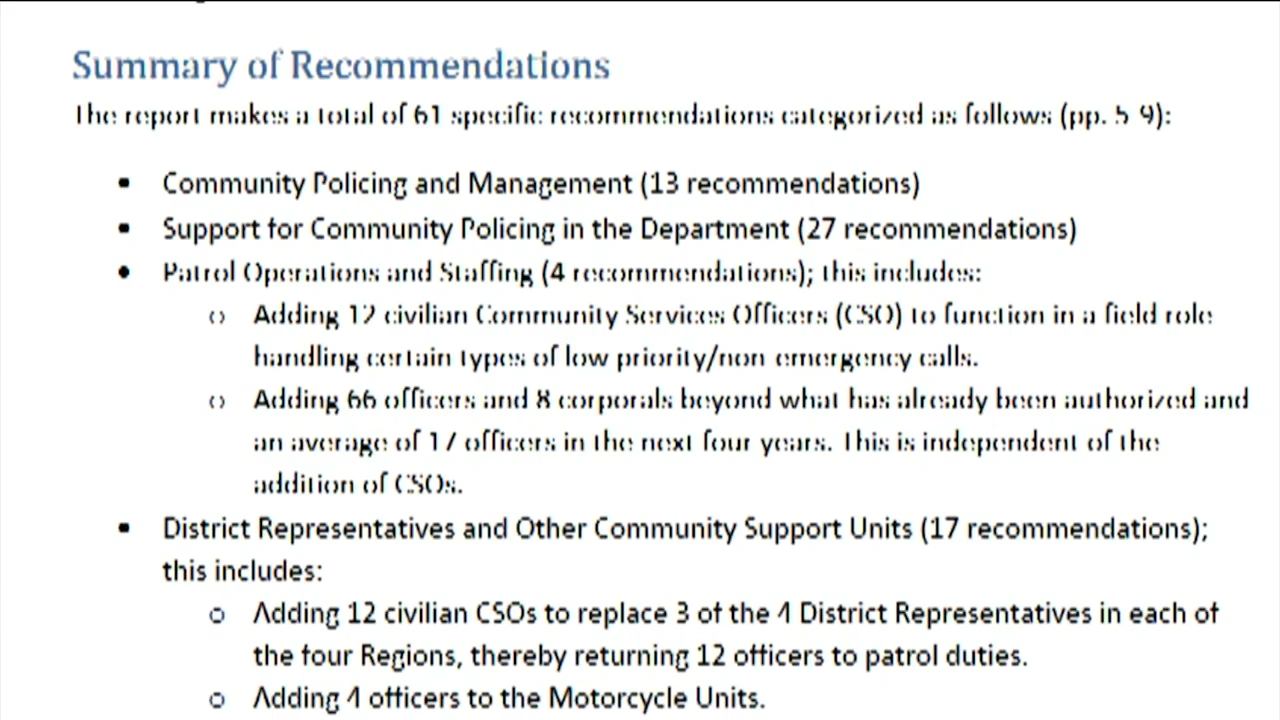 Summary of Recommendations
The report makes a total of 61 specific recommendations categorized as follows (pp. 5-9):
▪ Community Policing and Management (13 recommendations)
▪ Support for Community Policing in the Department (27 recommendations)
• Patrol Operations and Staffing (4 recommendations); this includes:
o Adding 12 civilian Community Services Officers (CSO) to function in a field role
handling certain types of low priority/non-emergency calls.
o Adding 66 officers and 8 corporals beyond what has already been authorized and
an average of 17 officers in the next four years. This is independent of the
addition of CSOs.
▪ District Representatives and Other Community Support Units (17 recommendations);
this includes:
o Adding 12 civilian CSOs to replace 3 of the 4 District Representatives in each of
the four Regions, thereby returning 12 officers to patrol duties.
o Adding 4 officers to the Motorcycle Units.